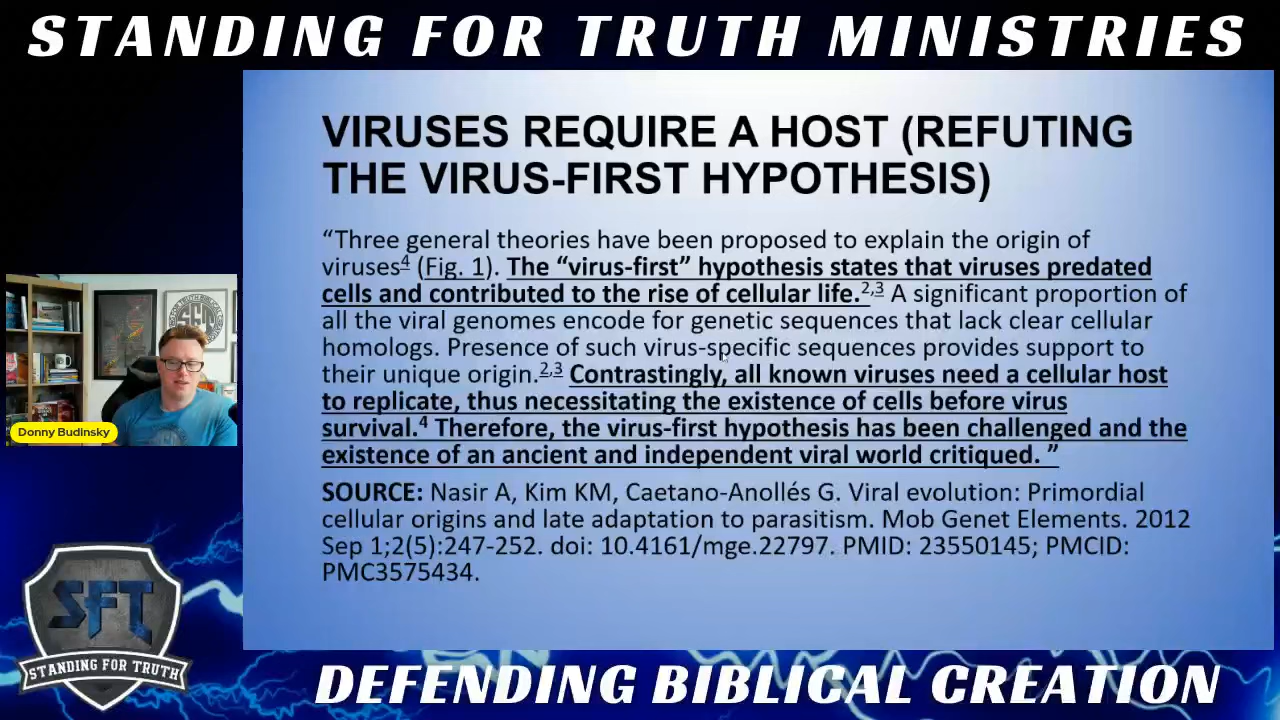 STANDING FOR TRUTH MINISTRIES
VIRUSES REQUIRE A HOST (REFUTING
THE VIRUS-FIRST HYPOTHESIS)
“Three general theories have been proposed to explain the origin of
viruses4 (Fig. 1). The “virus-first” hypothesis states that viruses predated
cells and contributed to the rise of cellular life.2,3 A significant proportion of
all the viral genomes encode for genetic sequences that lack clear cellular
homologs. Presence of such virus-specific sequences provides support to
their unique origin.2,3 Contrastingly, all known viruses need a cellular host
to replicate, thus necessitating the existence of cells before virus
survival.4 Therefore, the virus-first hypothesis has been challenged and the
existence of an ancient and independent viral world critiqued. ”
SOURCE: Nasir A, Kim KM, Caetano-Anollés G. Viral evolution: Primordial
cellular origins and late adaptation to parasitism. Mob Genet Elements. 2012
Sep 1;2(5):247-252. doi: 10.4161/mge.22797. PMID: 23550145; PMCID:
PMC3575434.
Donny Budinsky
SFT
STANDING FOR TRUTH
DEFENDING BIBLICAL CREATION